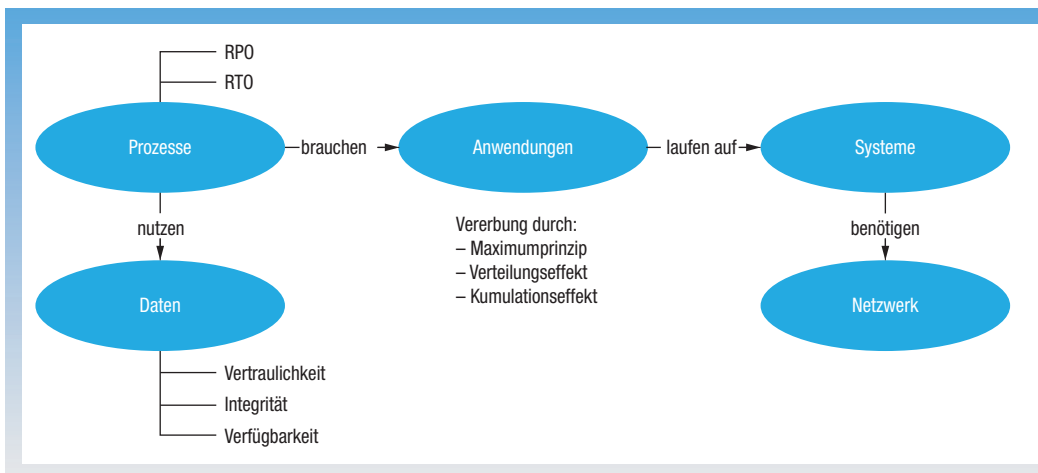 RPO
RTO
Prozesse
brauchen
Anwendungen
laufen auf
Systeme
nutzen
Vererbung durch:
– Maximumprinzip
– Verteilungseffekt
– Kumulationseffekt
benötigen
Daten
Netzwerk
Vertraulichkeit
Integrität
Verfügbarkeit